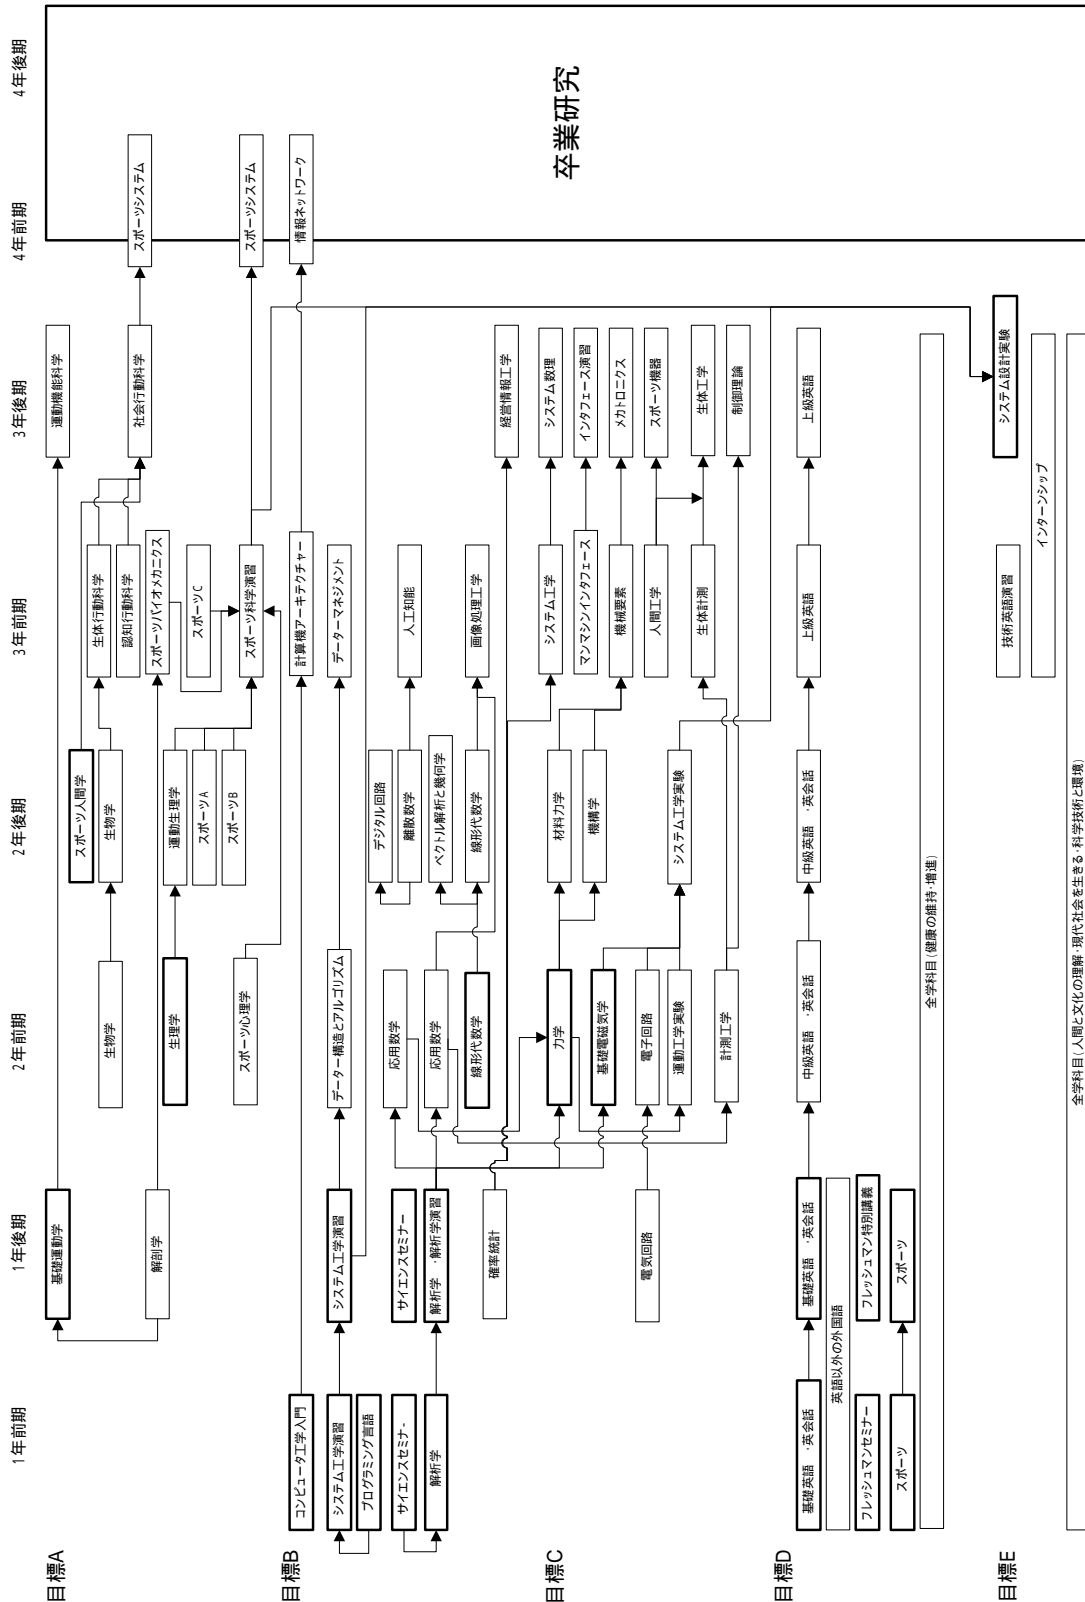 1年前期
1年後期
2年前期
2年後期
3年前期
3年後期
4年前期
4年後期
目標A
基礎運動学
運動機能科学
スポーツ人間学
生物学
生物学
生体行動科学
認知行動科学
社会行動科学
スポーツシステム
解剖学
スポーツバイオメカニクス
生理学
運動生理学
スポーツA
スポーツB
スポーツC
スポーツ心理学
スポーツ科学演習
スポーツシステム
目標B
コンピュータ工学入門
計算機アーキテクチャー
情報ネットワーク
システム工学演習
システム工学演習
データー構造とアルゴリズム
データーマネジメント
プログラミング言語
サイエンスセミナー
サイエンスセミナー
応用数学
デジタル回路
離散数学
人工知能
解析学
解析学 ・解析学演習
応用数学
ベクトル解析と幾何学
線形代数学
線形代数学
画像処理工学
確率統計
経営情報工学
目標C
力学
材料力学
システム工学
システム数理
マンマシンインタフェース
インタフェース演習
基礎電磁気学
機構学
機械要素
メカトロニクス
電気回路
電子回路
人間工学
スポーツ機器
運動工学実験
システム工学実験
生体計測
生体工学
計測工学
制御理論
目標D
基礎英語 ・英会話
基礎英語 ・英会話
中級英語 ・英会話
中級英語 ・英会話
上級英語
上級英語
英語以外の外国語
フレッシュマンセミナー
フレッシュマン特別講義
スポーツ
スポーツ
全学科目(健康の維持・増進)
目標E
技術英語演習
システム設計実験
インターンシップ
全学科目(人間と文化の理解・現代社会を生きる・科学技術と環境)
卒業研究